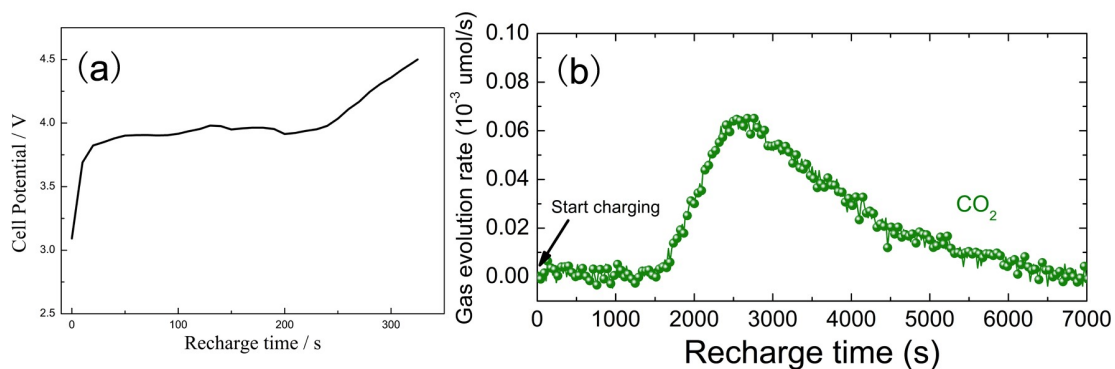 (a)
4.5
4.0
3.5
3.0
2.5
Cell Potential / V
0 100 200 300
Recharge time / s
(b)
0.10
0.08
0.06
0.04
0.02
0.00
Gas evolution rate (10⁻³ umol/s)
Start charging
CO₂
0 1000 2000 3000 4000 5000 6000 7000
Recharge time (s)